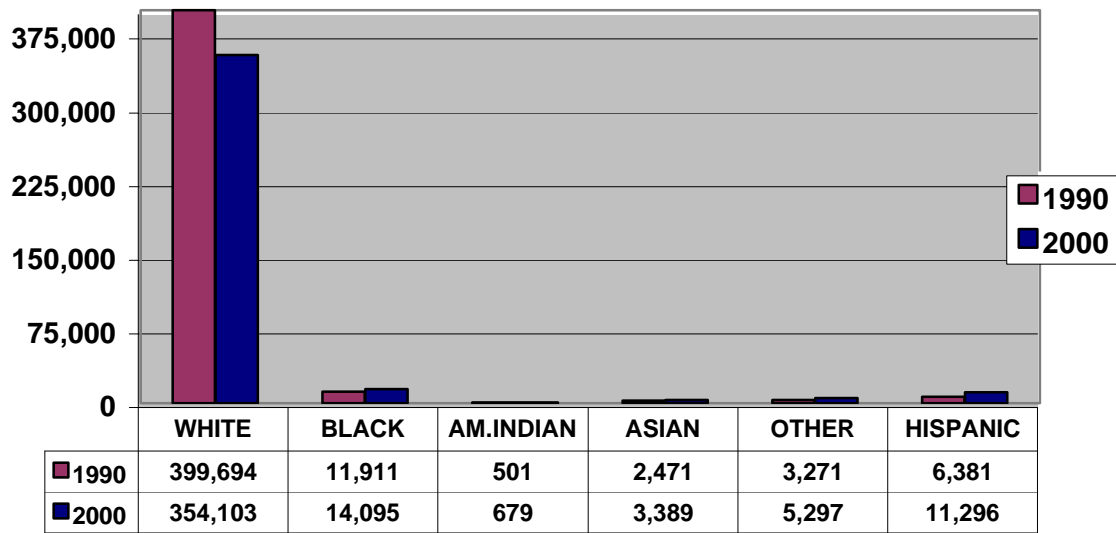 375,000
300,000
225,000
150,000
75,000
0
1990
2000
WHITE BLACK AM.INDIAN ASIAN OTHER HISPANIC
1990 399,694 11,911 501 2,471 3,271 6,381
2000 354,103 14,095 679 3,389 5,297 11,296